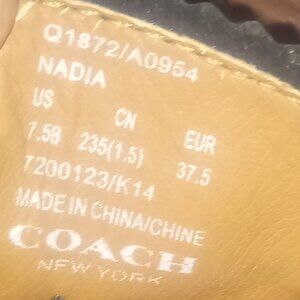 Q1872/A0954
NADIA
US CN EUR
7.5B 235(1.5) 37.5
7200123/K14
MADE IN CHINA/CHINE
COACH
NEW YORK